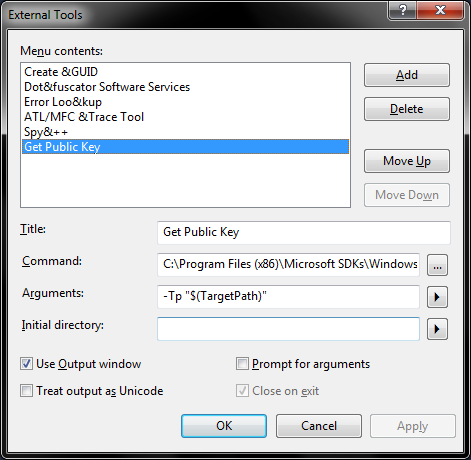 External Tools
?
Menu contents:
Create &GUID
Dot&fuscator Software Services
Error Loo&kup
ATL/MFC &Trace Tool
Spy&++
Get Public Key
Add
Delete
Move Up
Move Down
Title:
Get Public Key
Command:
C:\Program Files (x86)\Microsoft SDKs\Windows
...
Arguments:
-Tp "$(TargetPath)"
Initial directory:
Use Output window
Prompt for arguments
Treat output as Unicode
Close on exit
OK
Cancel
Apply